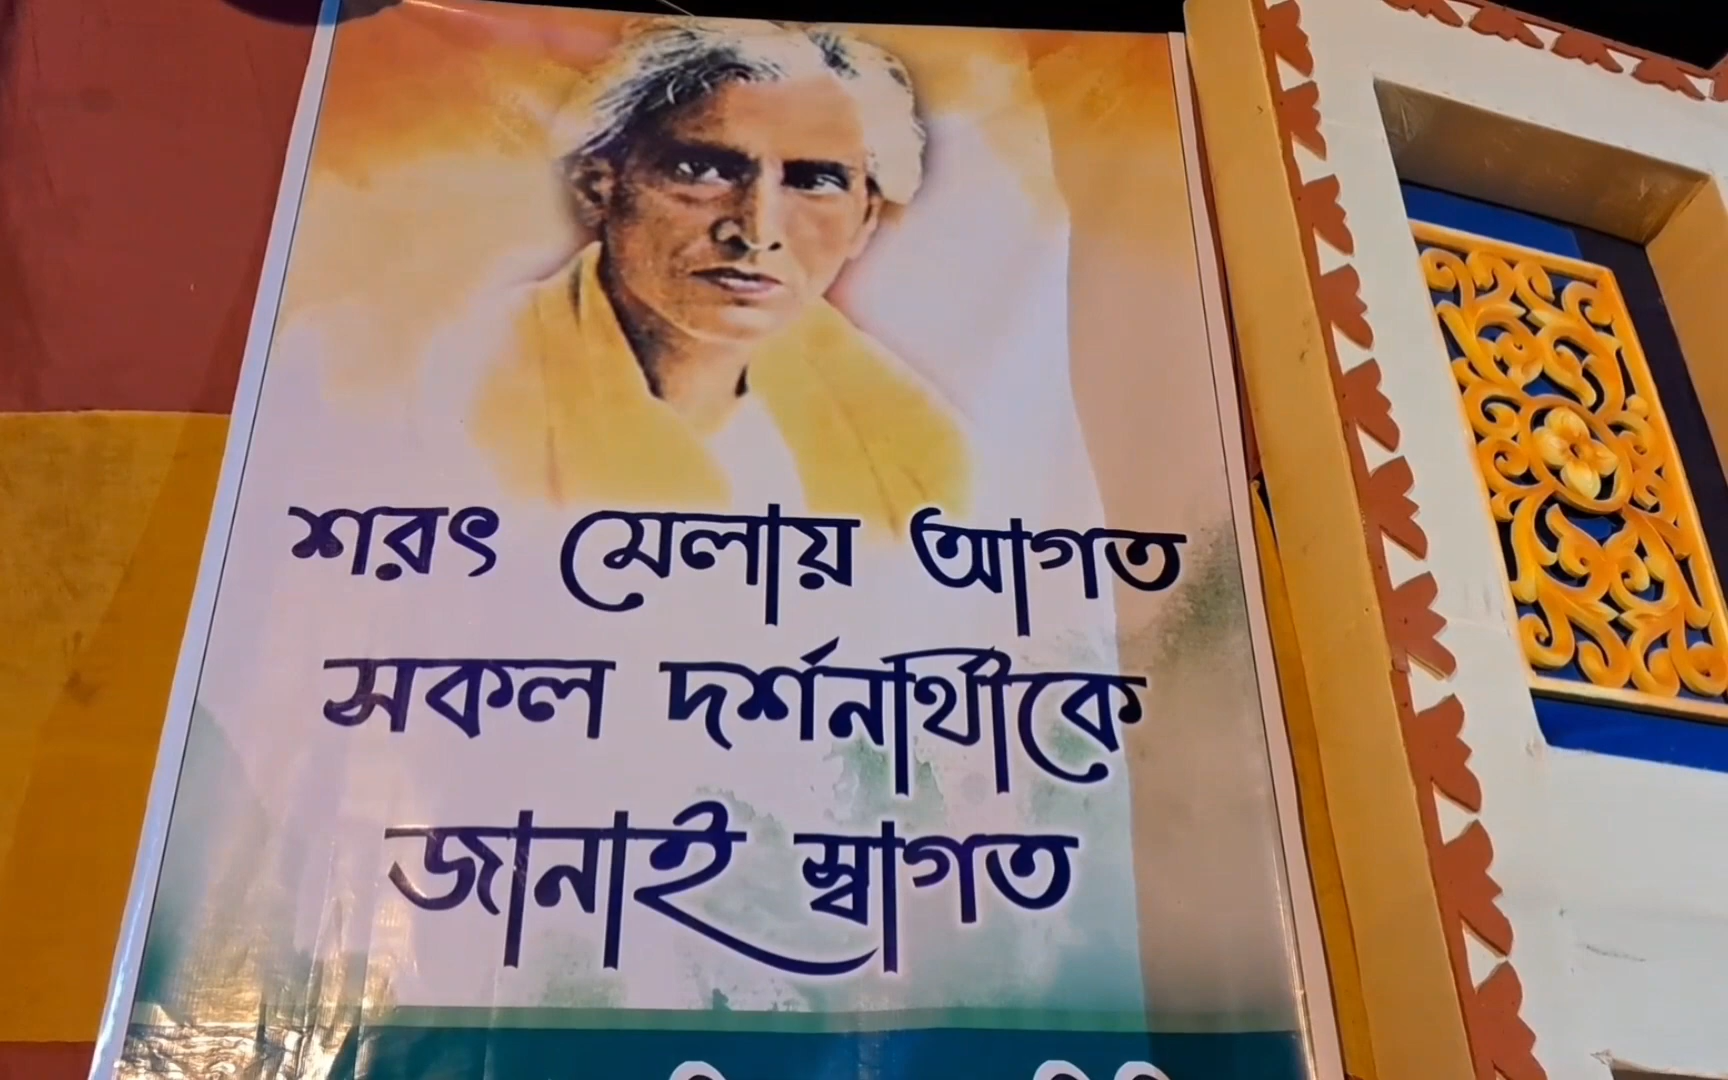 শরৎ মেলায় আগত
সকল দর্শনার্থীকে
জানাই স্বাগত